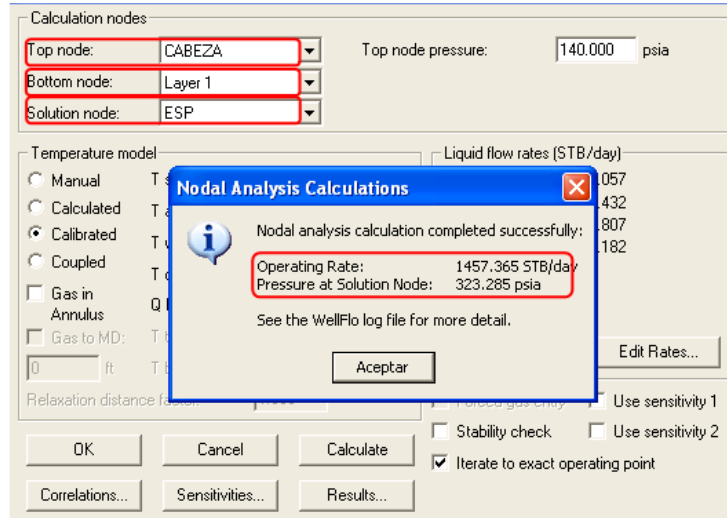 Calculation nodes
Top node: CABEZA Top node pressure: 140.000 psia
Bottom node: Layer 1
Solution node: ESP
Temperature model Liquid flow rates (STB/day)
Manual
Calculated
Calibrated
Coupled
Gas in
Annulus
Gas to MD:
0 ft
Relaxation distance
.057
.432
.807
.182
Nodal Analysis Calculations
Nodal analysis calculation completed successfully:
Operating Rate: 1457.365 STB/day
Pressure at Solution Node: 323.285 psia
See the WellFlo log file for more detail.
Aceptar
Edit Rates...
Use sensitivity 1
Stability check Use sensitivity 2
Iterate to exact operating point
OK Cancel Calculate
Correlations... Sensitivities... Results...